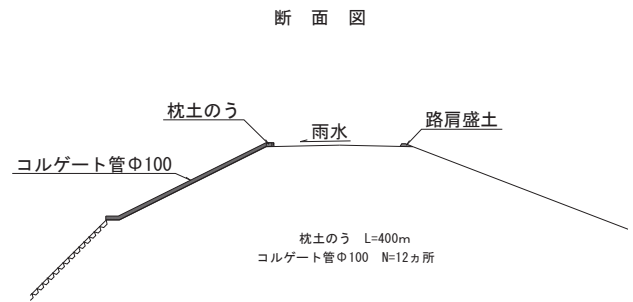 断面図
枕土のう
雨水
路肩盛土
コルゲート管Φ100
枕土のう　L=400m
コルゲート管Φ100　N=12ヵ所